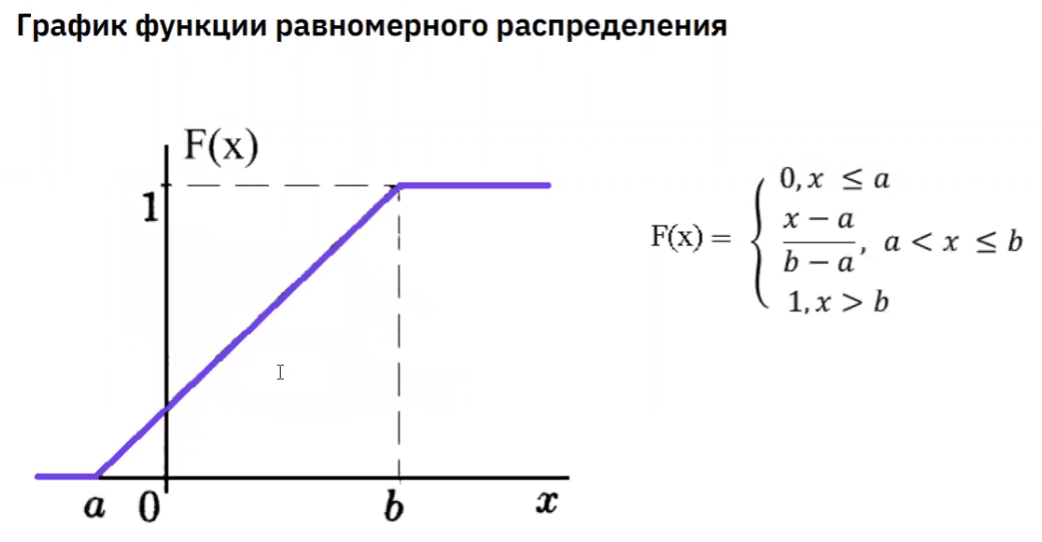 График функции равномерного распределения
F(x)
1
a 0 b x
F(x) = { 0, x ≤ a
x − a / b − a, a < x ≤ b
1, x > b